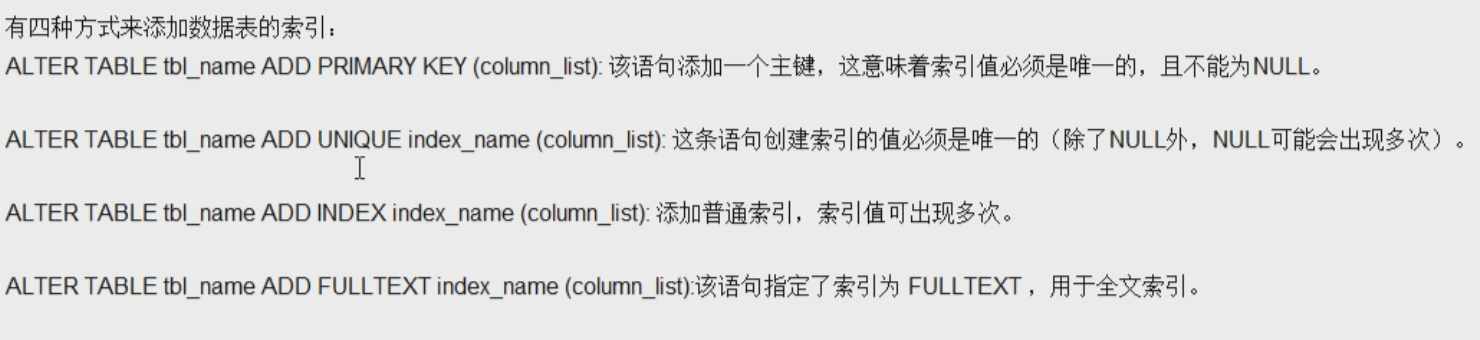 有四种方式来添加数据表的索引：
ALTER TABLE tbl_name ADD PRIMARY KEY (column_list): 该语句添加一个主键，这意味着索引值必须是唯一的，且不能为NULL。
ALTER TABLE tbl_name ADD UNIQUE index_name (column_list): 这条语句创建索引的值必须是唯一的（除了NULL外，NULL可能会出现多次）。
ALTER TABLE tbl_name ADD INDEX index_name (column_list): 添加普通索引，索引值可出现多次。
ALTER TABLE tbl_name ADD FULLTEXT index_name (column_list):该语句指定了索引为 FULLTEXT ，用于全文索引。